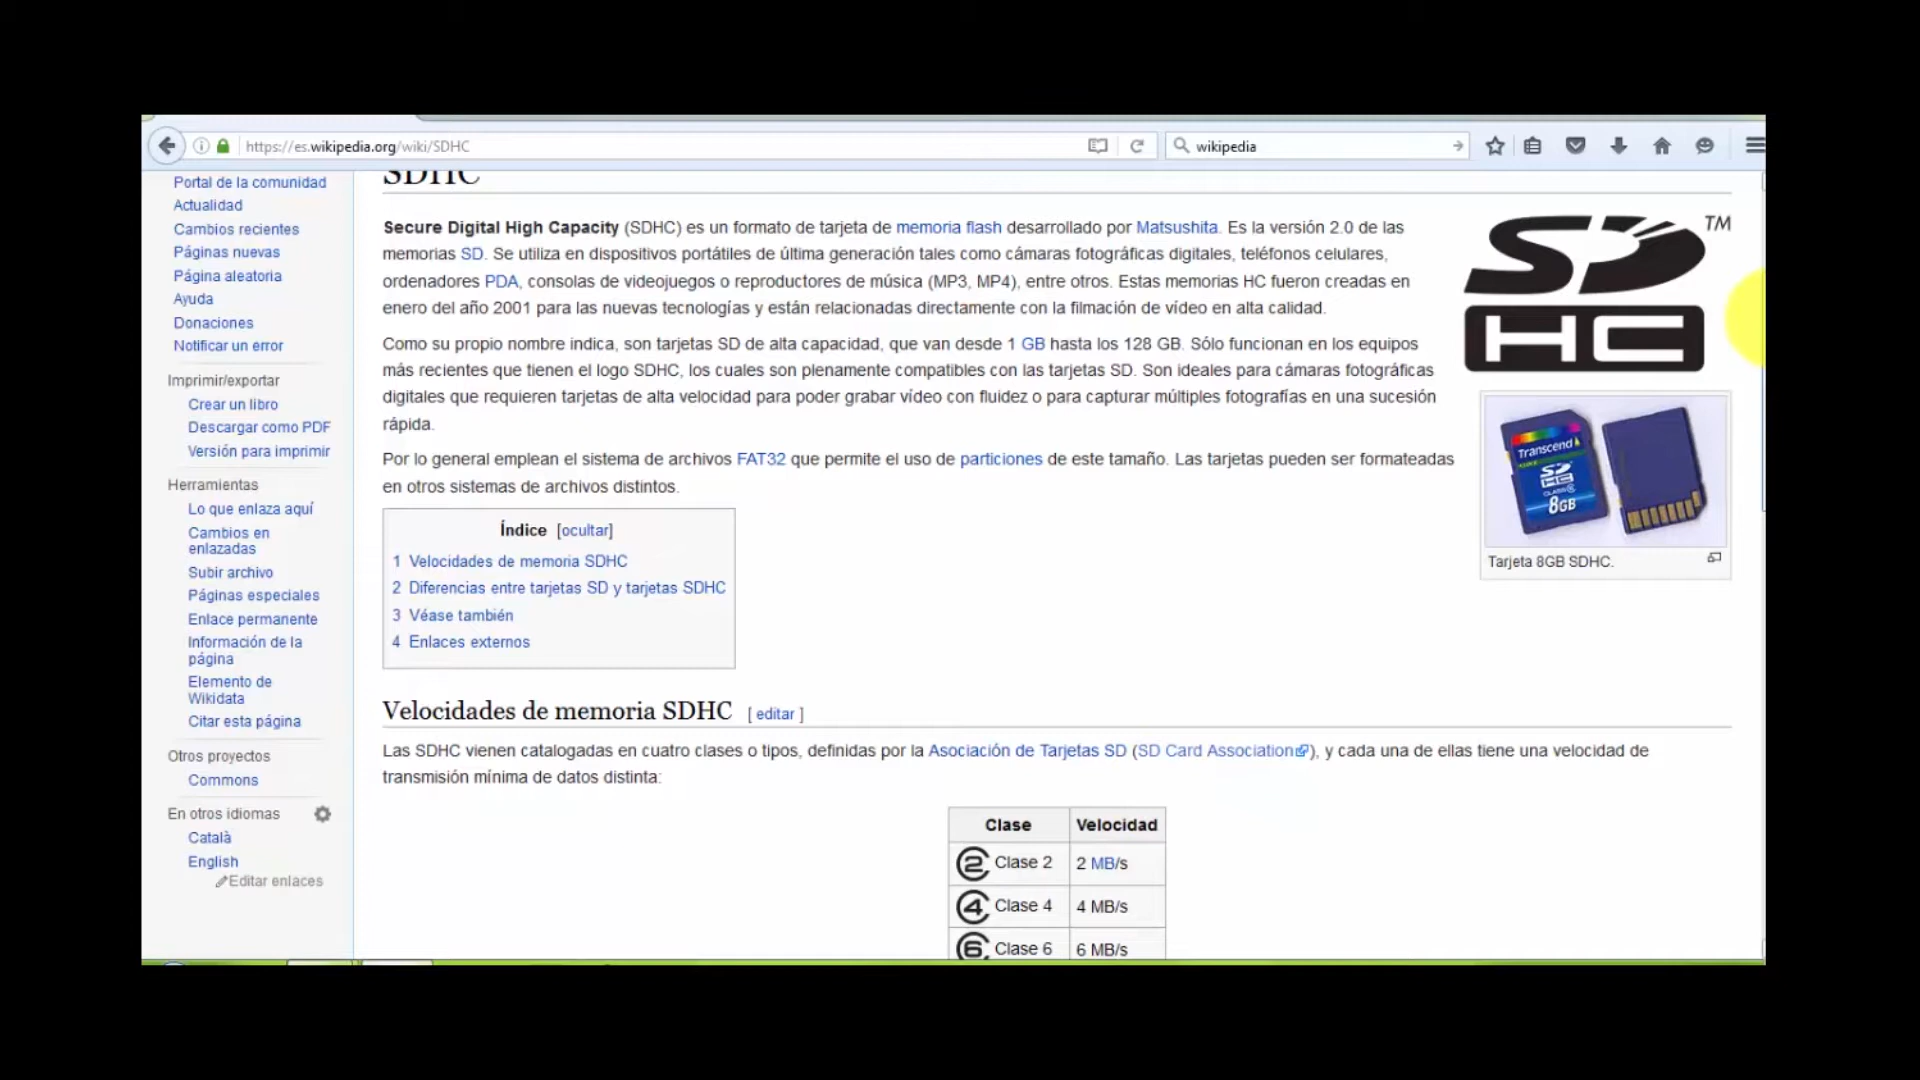 https://es.wikipedia.org/wiki/SDHC
wikipedia
Portal de la comunidad
Actualidad
Cambios recientes
Páginas nuevas
Página aleatoria
Ayuda
Donaciones
Notificar un error
Imprimir/exportar
Crear un libro
Descargar como PDF
Versión para imprimir
Herramientas
Lo que enlaza aquí
Cambios en
enlazadas
Subir archivo
Páginas especiales
Enlace permanente
Información de la
página
Elemento de
Wikidata
Citar esta página
Otros proyectos
Commons
En otros idiomas
Català
English
Editar enlaces
SDHC
Secure Digital High Capacity (SDHC) es un formato de tarjeta de memoria flash desarrollado por Matsushita. Es la versión 2.0 de las
memorias SD. Se utiliza en dispositivos portátiles de última generación tales como cámaras fotográficas digitales, teléfonos celulares,
ordenadores PDA, consolas de videojuegos o reproductores de música (MP3, MP4), entre otros. Estas memorias HC fueron creadas en
enero del año 2001 para las nuevas tecnologías y están relacionadas directamente con la filmación de vídeo en alta calidad.
Como su propio nombre indica, son tarjetas SD de alta capacidad, que van desde 1 GB hasta los 128 GB. Sólo funcionan en los equipos
más recientes que tienen el logo SDHC, los cuales son plenamente compatibles con las tarjetas SD. Son ideales para cámaras fotográficas
digitales que requieren tarjetas de alta velocidad para poder grabar vídeo con fluidez o para capturar múltiples fotografías en una sucesión
rápida.
Por lo general emplean el sistema de archivos FAT32 que permite el uso de particiones de este tamaño. Las tarjetas pueden ser formateadas
en otros sistemas de archivos distintos.
SD TM
HC
Transcend
SD
HC
8GB
Tarjeta 8GB SDHC.
Índice [ocultar]
1 Velocidades de memoria SDHC
2 Diferencias entre tarjetas SD y tarjetas SDHC
3 Véase también
4 Enlaces externos
Velocidades de memoria SDHC [ editar ]
Las SDHC vienen catalogadas en cuatro clases o tipos, definidas por la Asociación de Tarjetas SD (SD Card Association), y cada una de ellas tiene una velocidad de
transmisión mínima de datos distinta:
Clase Velocidad
2 Clase 2 2 MB/s
4 Clase 4 4 MB/s
6 Clase 6 6 MB/s